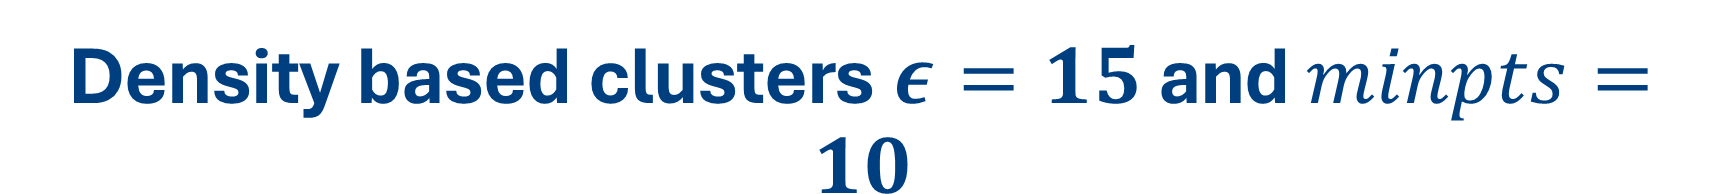 Density based clusters ϵ = 15 and minpts =
10